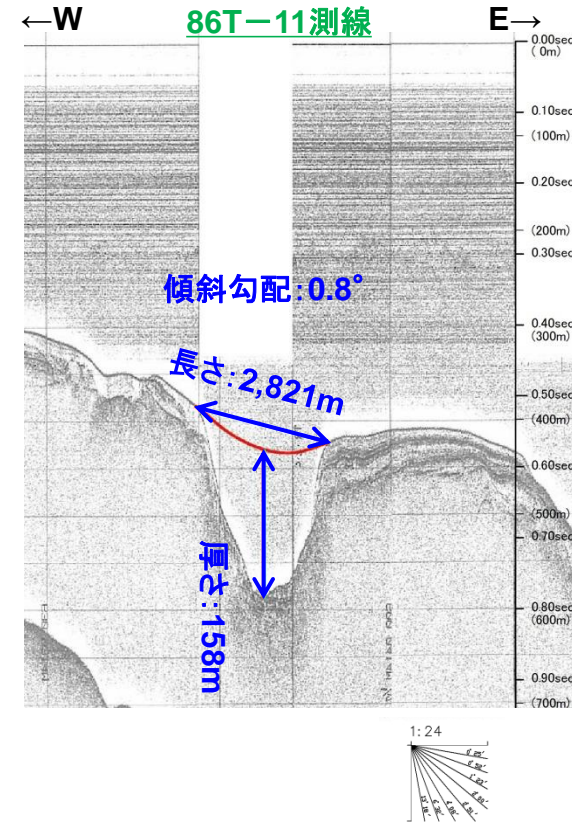 ←W
86T－11測線
E→
0.00sec
( 0m)
0.10sec
(100m)
0.20sec
(200m)
0.30sec
傾斜勾配：0.8°
0.40sec
(300m)
長さ：2,821m
0.50sec
(400m)
0.60sec
(500m)
0.70sec
厚さ：158m
0.80sec
(600m)
0.90sec
(700m)
1:24